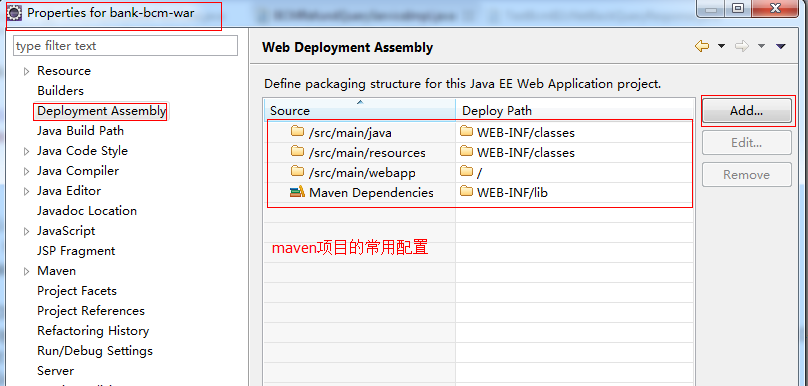 Properties for bank-bcm-war
type filter text
Resource
Builders
Deployment Assembly
Java Build Path
Java Code Style
Java Compiler
Java Editor
Javadoc Location
JavaScript
JSP Fragment
Maven
Project Facets
Project References
Refactoring History
Run/Debug Settings
Server
Web Deployment Assembly
Define packaging structure for this Java EE Web Application project.
Source Deploy Path
/src/main/java WEB-INF/classes
/src/main/resources WEB-INF/classes
/src/main/webapp /
Maven Dependencies WEB-INF/lib
maven项目的常用配置
Add...
Edit...
Remove